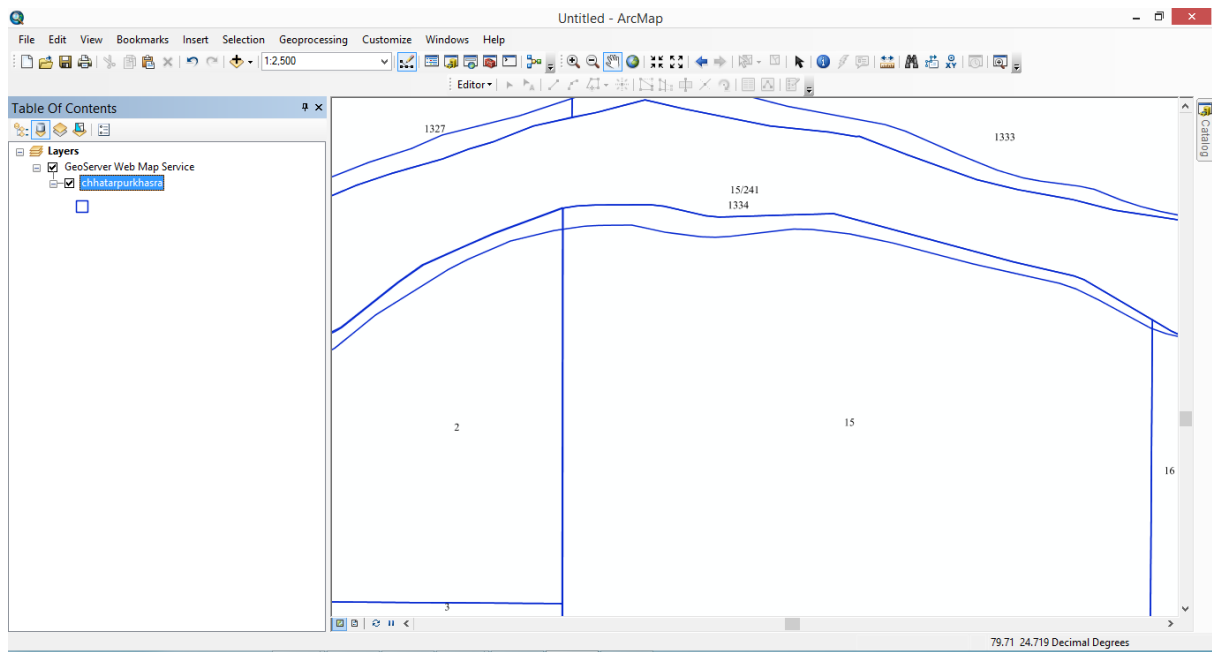 Untitled - ArcMap
File Edit View Bookmarks Insert Selection Geoprocessing Customize Windows Help
1:2,500
Editor
Table Of Contents
Layers
GeoServer Web Map Service
chhatarpurkhasra
Catalog
1327
1333
15/241
1334
2
15
16
3
79.71 24.719 Decimal Degrees